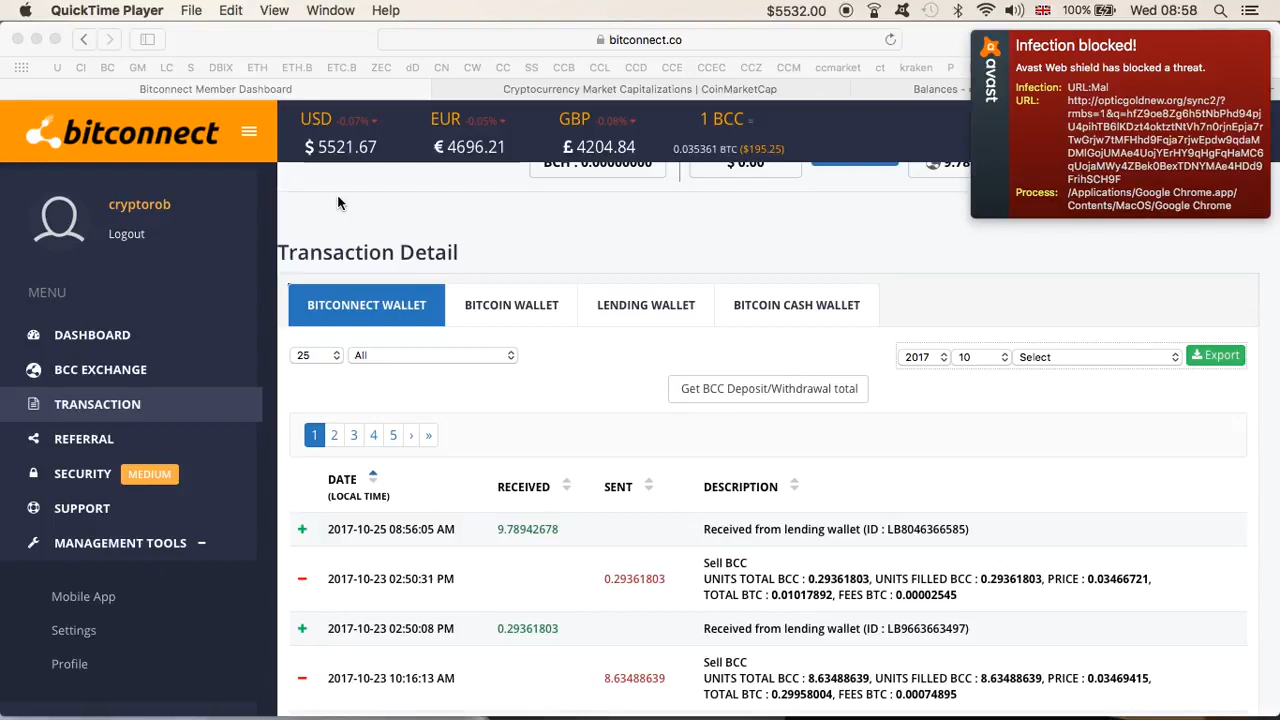 QuickTime Player File Edit View Window Help $5532.00 100% Wed 08:58
bitconnect.co
U CI BC GM LC S DBIX ETH ETH.B ETC.B ZEC dD CN CW CC SS CCB CCL CCD CCE CCEC CCZ CCM ccmarket ct kraken P
Bitconnect Member Dashboard Cryptocurrency Market Capitalizations | CoinMarketCap Balances -
Infection blocked!
Avast Web shield has blocked a threat.
Infection: URL:Mal
URL: http://opticgoldnew.org/sync2/?
rmbs=1&q=hfZ9oe8Zg6h5tNbPhd94pj
U4pihTB6lKDzt4oktztNtVh7n0rjnEpja7r
TwGrjw7tMFHhd9Fqja7rjwEpdw9qdaM
DMlGojUMAe4UojYErHY9qHgFqHaMC6
qUojaMWy4ZBek0BexTDNYMAe4HDd9
FrihSCH9F
Process: /Applications/Google Chrome.app/
Contents/MacOS/Google Chrome
avast
bitconnect
USD -0.07% EUR -0.05% GBP -0.08% 1 BCC =
$ 5521.67 € 4696.21 £ 4204.84 0.035361 BTC ($195.25)
BCH : 0.00000000 $ 0.00 9.78
cryptorob
Logout
MENU
DASHBOARD
BCC EXCHANGE
TRANSACTION
REFERRAL
SECURITY MEDIUM
SUPPORT
MANAGEMENT TOOLS –
Mobile App
Settings
Profile
Transaction Detail
BITCONNECT WALLET BITCOIN WALLET LENDING WALLET BITCOIN CASH WALLET
25 All 2017 10 Select Export
Get BCC Deposit/Withdrawal total
1 2 3 4 5 › »
DATE RECEIVED SENT DESCRIPTION
(LOCAL TIME)
+ 2017-10-25 08:56:05 AM 9.78942678 Received from lending wallet (ID : LB8046366585)
Sell BCC
– 2017-10-23 02:50:31 PM 0.29361803 UNITS TOTAL BCC : 0.29361803, UNITS FILLED BCC : 0.29361803, PRICE : 0.03466721,
TOTAL BTC : 0.01017892, FEES BTC : 0.00002545
+ 2017-10-23 02:50:08 PM 0.29361803 Received from lending wallet (ID : LB9663663497)
Sell BCC
– 2017-10-23 10:16:13 AM 8.63488639 UNITS TOTAL BCC : 8.63488639, UNITS FILLED BCC : 8.63488639, PRICE : 0.03469415,
TOTAL BTC : 0.29958004, FEES BTC : 0.00074895